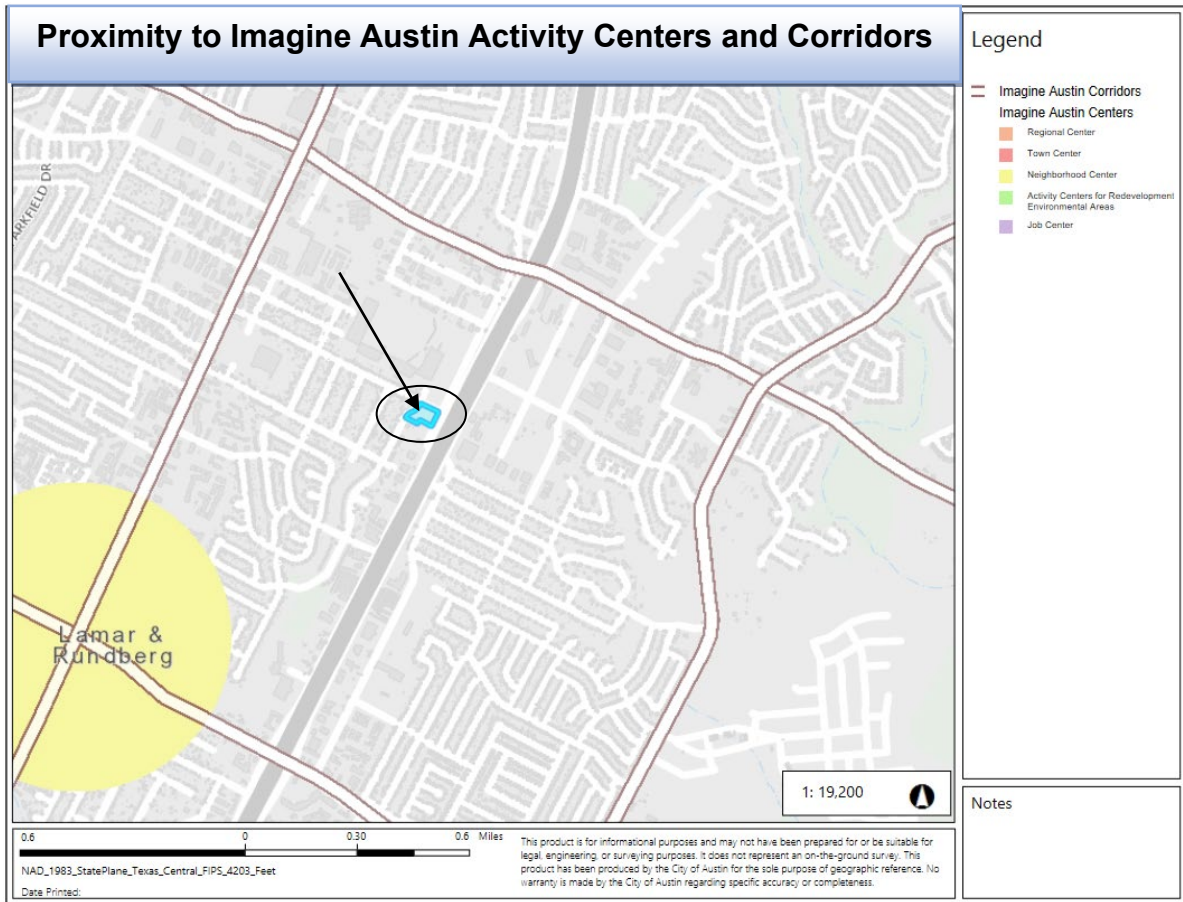 Proximity to Imagine Austin Activity Centers and Corridors
Legend
Imagine Austin Corridors
Imagine Austin Centers
Regional Center
Town Center
Neighborhood Center
Activity Centers for Redevelopment
Environmental Areas
Job Center
ARKFIELD DR
Lamar &
Rundberg
1: 19,200
Notes
0.6 0 0.30 0.6 Miles
NAD_1983_StatePlane_Texas_Central_FIPS_4203_Feet
Date Printed:
This product is for informational purposes and may not have been prepared for or be suitable for
legal, engineering, or surveying purposes. It does not represent an on-the-ground survey. This
product has been produced by the City of Austin for the sole purpose of geographic reference. No
warranty is made by the City of Austin regarding specific accuracy or completeness.